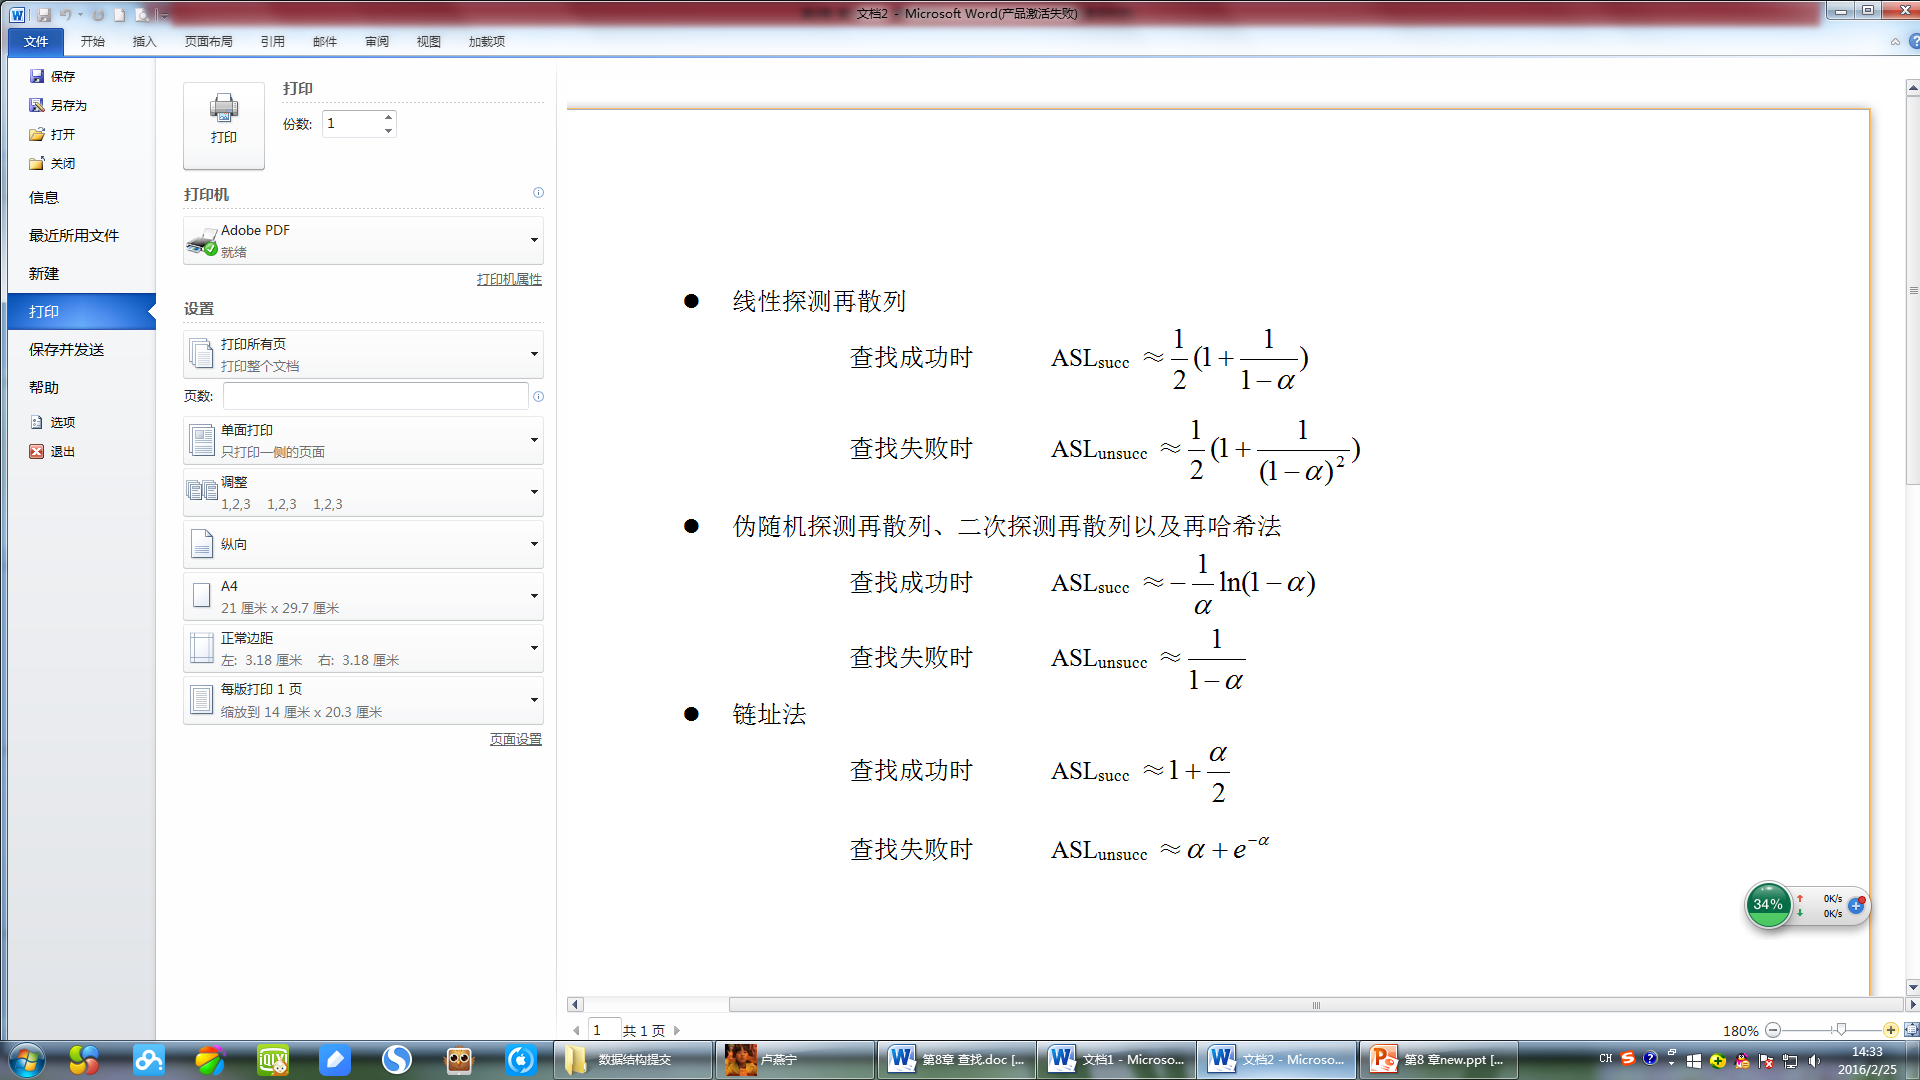 文档2 - Microsoft Word(产品激活失败)
文件 开始 插入 页面布局 引用 邮件 审阅 视图 加载项
保存
另存为
打开
关闭
信息
最近所用文件
新建
打印
保存并发送
帮助
选项
退出
打印
打印
份数: 1
打印机
Adobe PDF
就绪
打印机属性
设置
打印所有页
打印整个文档
页数:
单面打印
只打印一侧的页面
调整
1,2,3 1,2,3 1,2,3
纵向
A4
21 厘米 x 29.7 厘米
正常边距
左: 3.18 厘米 右: 3.18 厘米
每版打印 1 页
缩放到 14 厘米 x 20.3 厘米
页面设置
● 线性探测再散列
查找成功时 ASLsucc ≈ 1/2 (1 + 1/(1−α))
查找失败时 ASLunsucc ≈ 1/2 (1 + 1/(1−α)²)
● 伪随机探测再散列、二次探测再散列以及再哈希法
查找成功时 ASLsucc ≈ − 1/α ln(1−α)
查找失败时 ASLunsucc ≈ 1/(1−α)
● 链址法
查找成功时 ASLsucc ≈ 1 + α/2
查找失败时 ASLunsucc ≈ α + e^(−α)
34% 0K/s
0K/s
1 共 1 页
180%
数据结构提交 卢燕宁 第8章 查找.doc [... 文档1 - Microso... 文档2 - Microso... 第8 章new.ppt [...
CH
14:33
2016/2/25